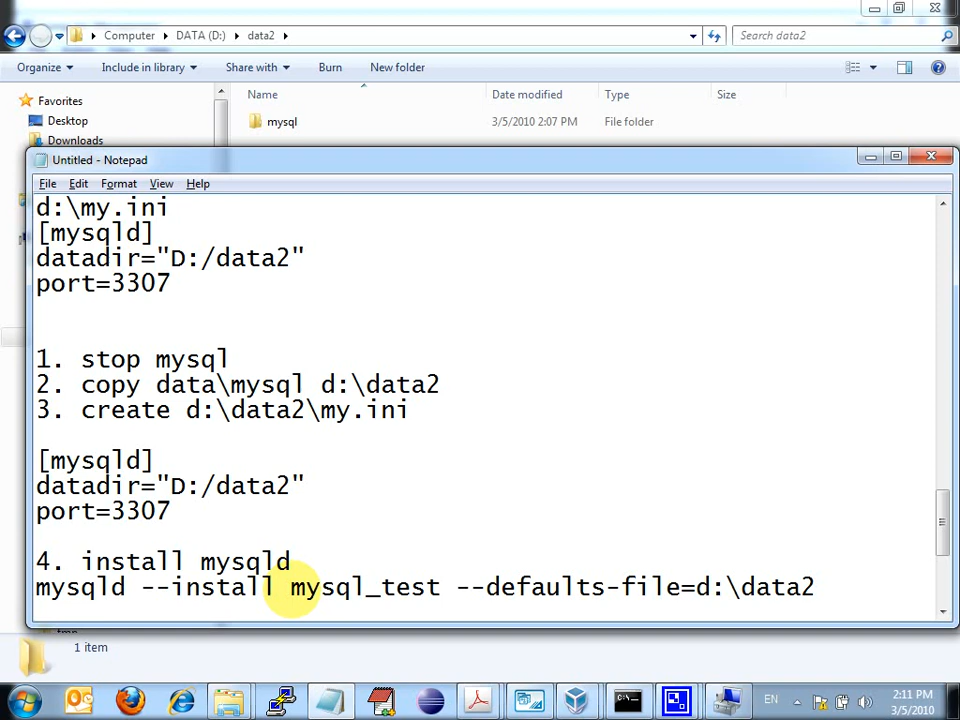 Computer DATA (D:) data2 Search data2
Organize Include in library Share with Burn New folder
Favorites
Desktop
Downloads
Name Date modified Type Size
mysql 3/5/2010 2:07 PM File folder
Untitled - Notepad
File Edit Format View Help
d:\my.ini
[mysqld]
datadir="D:/data2"
port=3307
1. stop mysql
2. copy data\mysql d:\data2
3. create d:\data2\my.ini
[mysqld]
datadir="D:/data2"
port=3307
4. install mysqld
mysqld --install mysql_test --defaults-file=d:\data2
1 item
EN
2:11 PM
3/5/2010